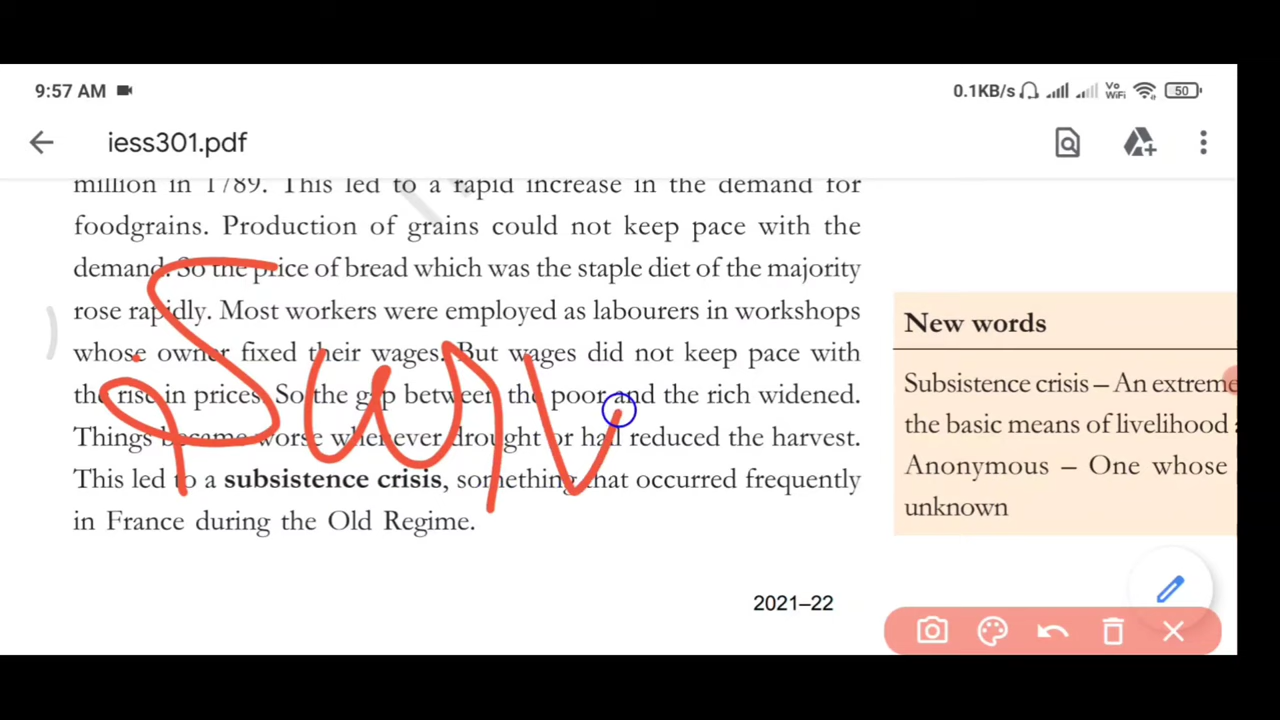 9:57 AM
0.1KB/s Vo WiFi 50
iess301.pdf
million in 1789. This led to a rapid increase in the demand for
foodgrains. Production of grains could not keep pace with the
demand. So the price of bread which was the staple diet of the majority
rose rapidly. Most workers were employed as labourers in workshops
whose owner fixed their wages. But wages did not keep pace with
the rise in prices. So the gap between the poor and the rich widened.
Things became worse whenever drought or hail reduced the harvest.
This led to a subsistence crisis, something that occurred frequently
in France during the Old Regime.
New words
Subsistence crisis – An extreme
the basic means of livelihood
Anonymous – One whose
unknown
2021–22